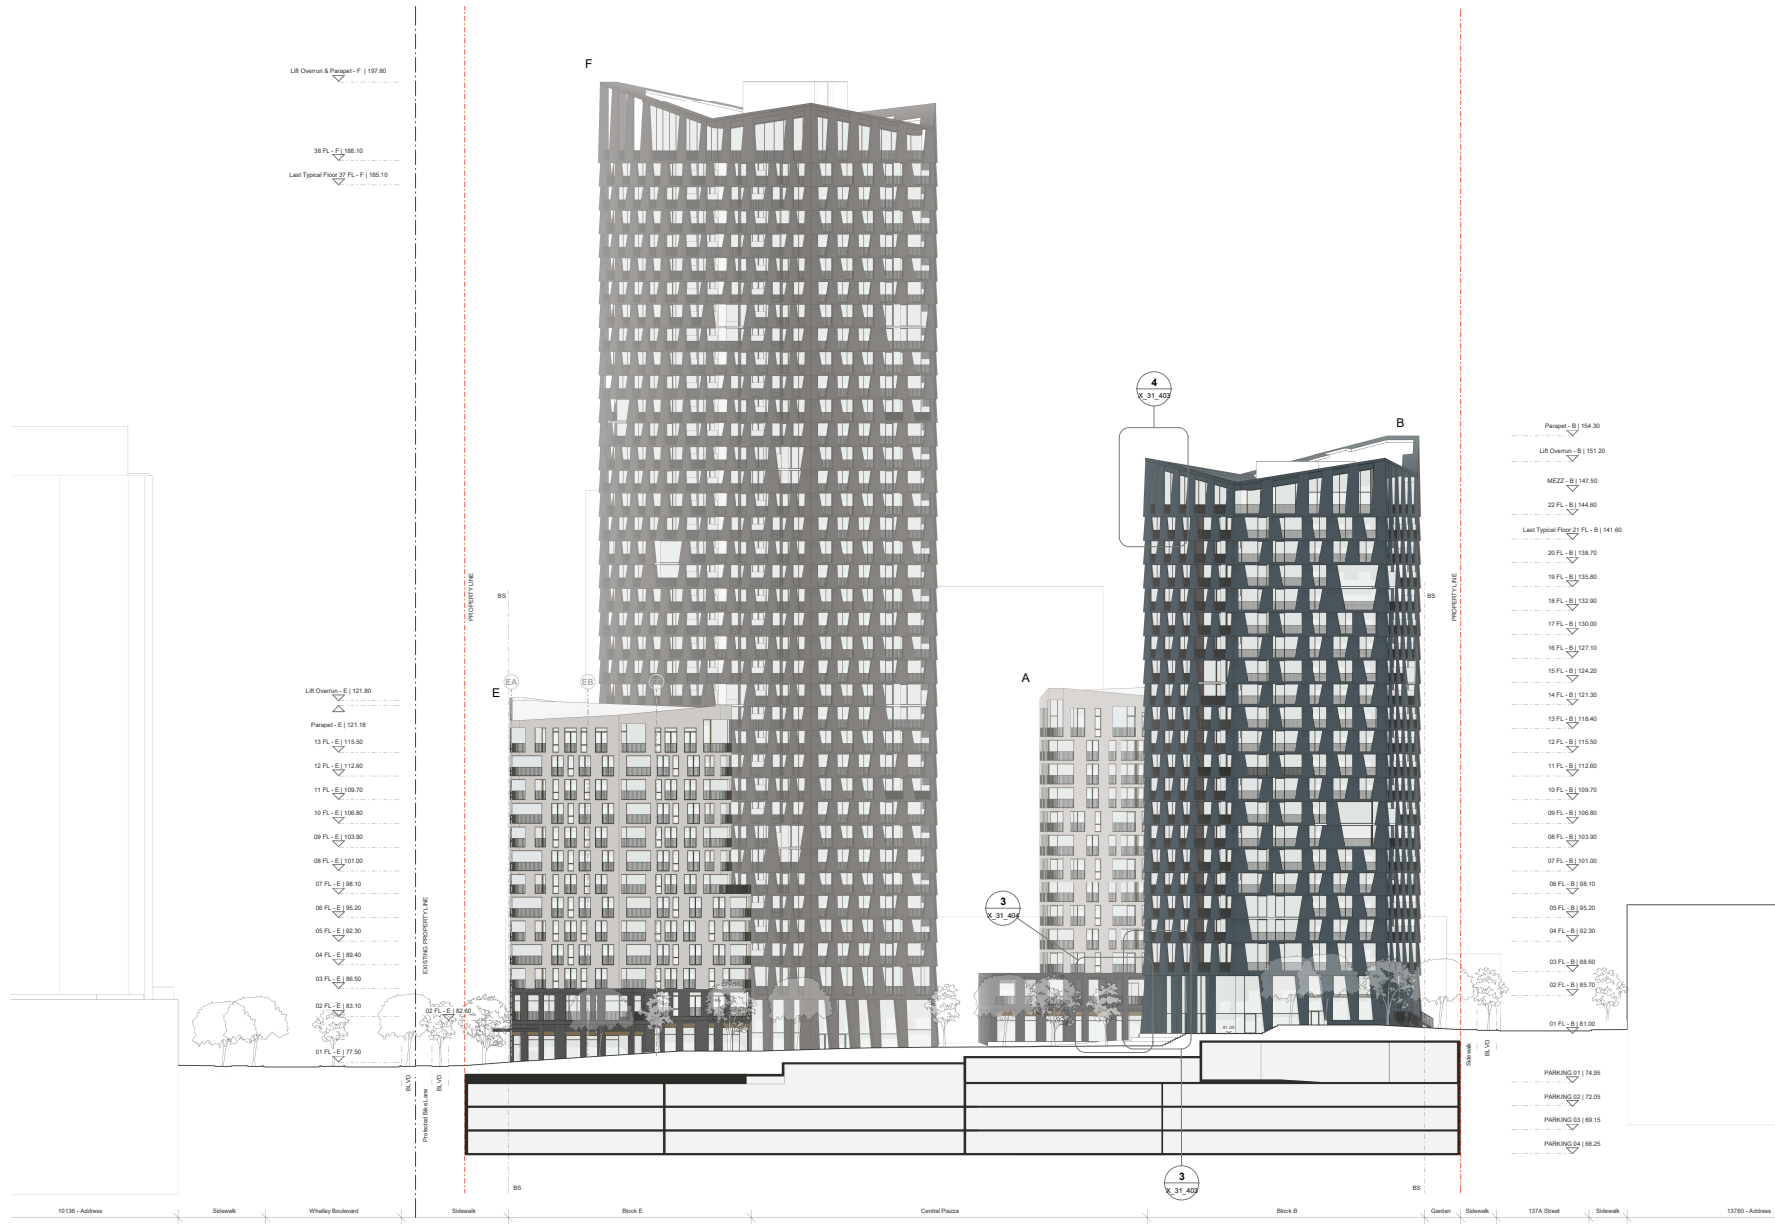 F
Lift Overrun & Parapet - F | 197.80
38 FL - F | 188.10
Last Typical Floor 37 FL - F | 185.10
4
X_31_403
B
Parapet - B | 154.30
Lift Overrun - B | 151.20
MEZZ - B | 147.50
22 FL - B | 144.60
Last Typical Floor 21 FL - B | 141.60
20 FL - B | 138.70
19 FL - B | 135.80
18 FL - B | 132.90
17 FL - B | 130.00
16 FL - B | 127.10
15 FL - B | 124.20
14 FL - B | 121.30
13 FL - B | 118.40
12 FL - B | 115.50
11 FL - B | 112.60
10 FL - B | 109.70
09 FL - B | 106.80
08 FL - B | 103.90
07 FL - B | 101.00
06 FL - B | 98.10
05 FL - B | 95.20
04 FL - B | 92.30
03 FL - B | 88.60
02 FL - B | 85.70
01 FL - B | 81.00
PARKING 01 | 74.95
PARKING 02 | 72.05
PARKING 03 | 69.15
PARKING 04 | 66.25
PROPERTY LINE
BS
BS
PROPERTY LINE
EA
EB
E
A
Lift Overrun - E | 121.80
Parapet - E | 121.18
13 FL - E | 115.50
12 FL - E | 112.60
11 FL - E | 109.70
10 FL - E | 106.80
09 FL - E | 103.90
08 FL - E | 101.00
07 FL - E | 98.10
06 FL - E | 95.20
05 FL - E | 92.30
04 FL - E | 89.40
03 FL - E | 86.50
02 FL - E | 83.10
02 FL - E | 82.60
01 FL - E | 77.50
EXISTING PROPERTY LINE
3
X_31_404
81.00
BLVD
BLVD
Protected Bike Lane
Sidewalk
BLVD
3
X_31_403
BS
BS
10136 - Address
Sidewalk
Whalley Boulevard
Sidewalk
Block E
Central Piazza
Block B
Garden
Sidewalk
137A Street
Sidewalk
13760 - Address